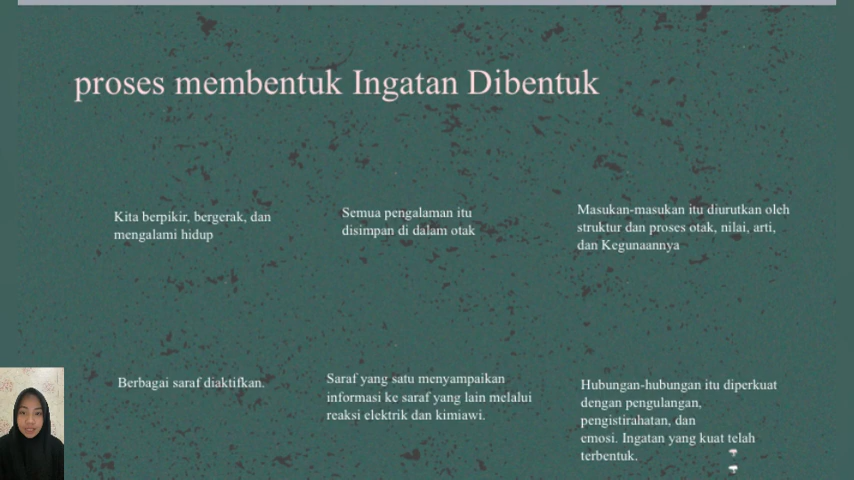 proses membentuk Ingatan Dibentuk
Kita berpikir, bergerak, dan
mengalami hidup
Semua pengalaman itu
disimpan di dalam otak
Masukan-masukan itu diurutkan oleh
struktur dan proses otak, nilai, arti,
dan Kegunaannya
Berbagai saraf diaktifkan.
Saraf yang satu menyampaikan
informasi ke saraf yang lain melalui
reaksi elektrik dan kimiawi.
Hubungan-hubungan itu diperkuat
dengan pengulangan,
pengistirahatan, dan
emosi. Ingatan yang kuat telah
terbentuk.